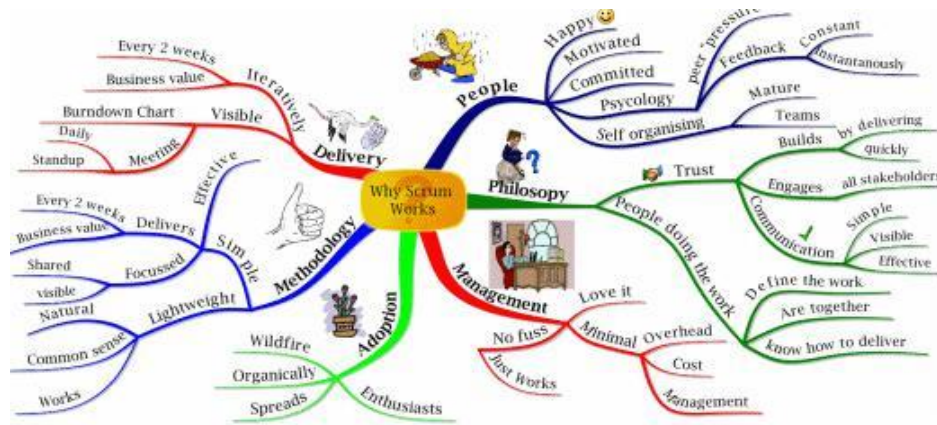 Why Scrum
Works
People
Happy
Motivated
Committed
Psycology
peer "pressure"
Feedback
Constant
Instantanously
Self organising
Mature
Teams
Philosopy
Trust
Builds
by delivering
quickly
Engages
all stakeholders
Communication
Simple
Visible
Effective
People doing the work
Define the work
Are together
know how to deliver
Management
Love it
Minimal
Overhead
Cost
Management
No fuss
Just Works
Adoption
Wildfire
Organically
Spreads
Enthusiasts
Methodology
Simple
Effective
Delivers
Every 2 weeks
Business value
Focussed
Shared
visible
Lightweight
Natural
Common sense
Works
Delivery
Iteratively
Every 2 weeks
Business value
Visible
Burndown Chart
Meeting
Daily
Standup